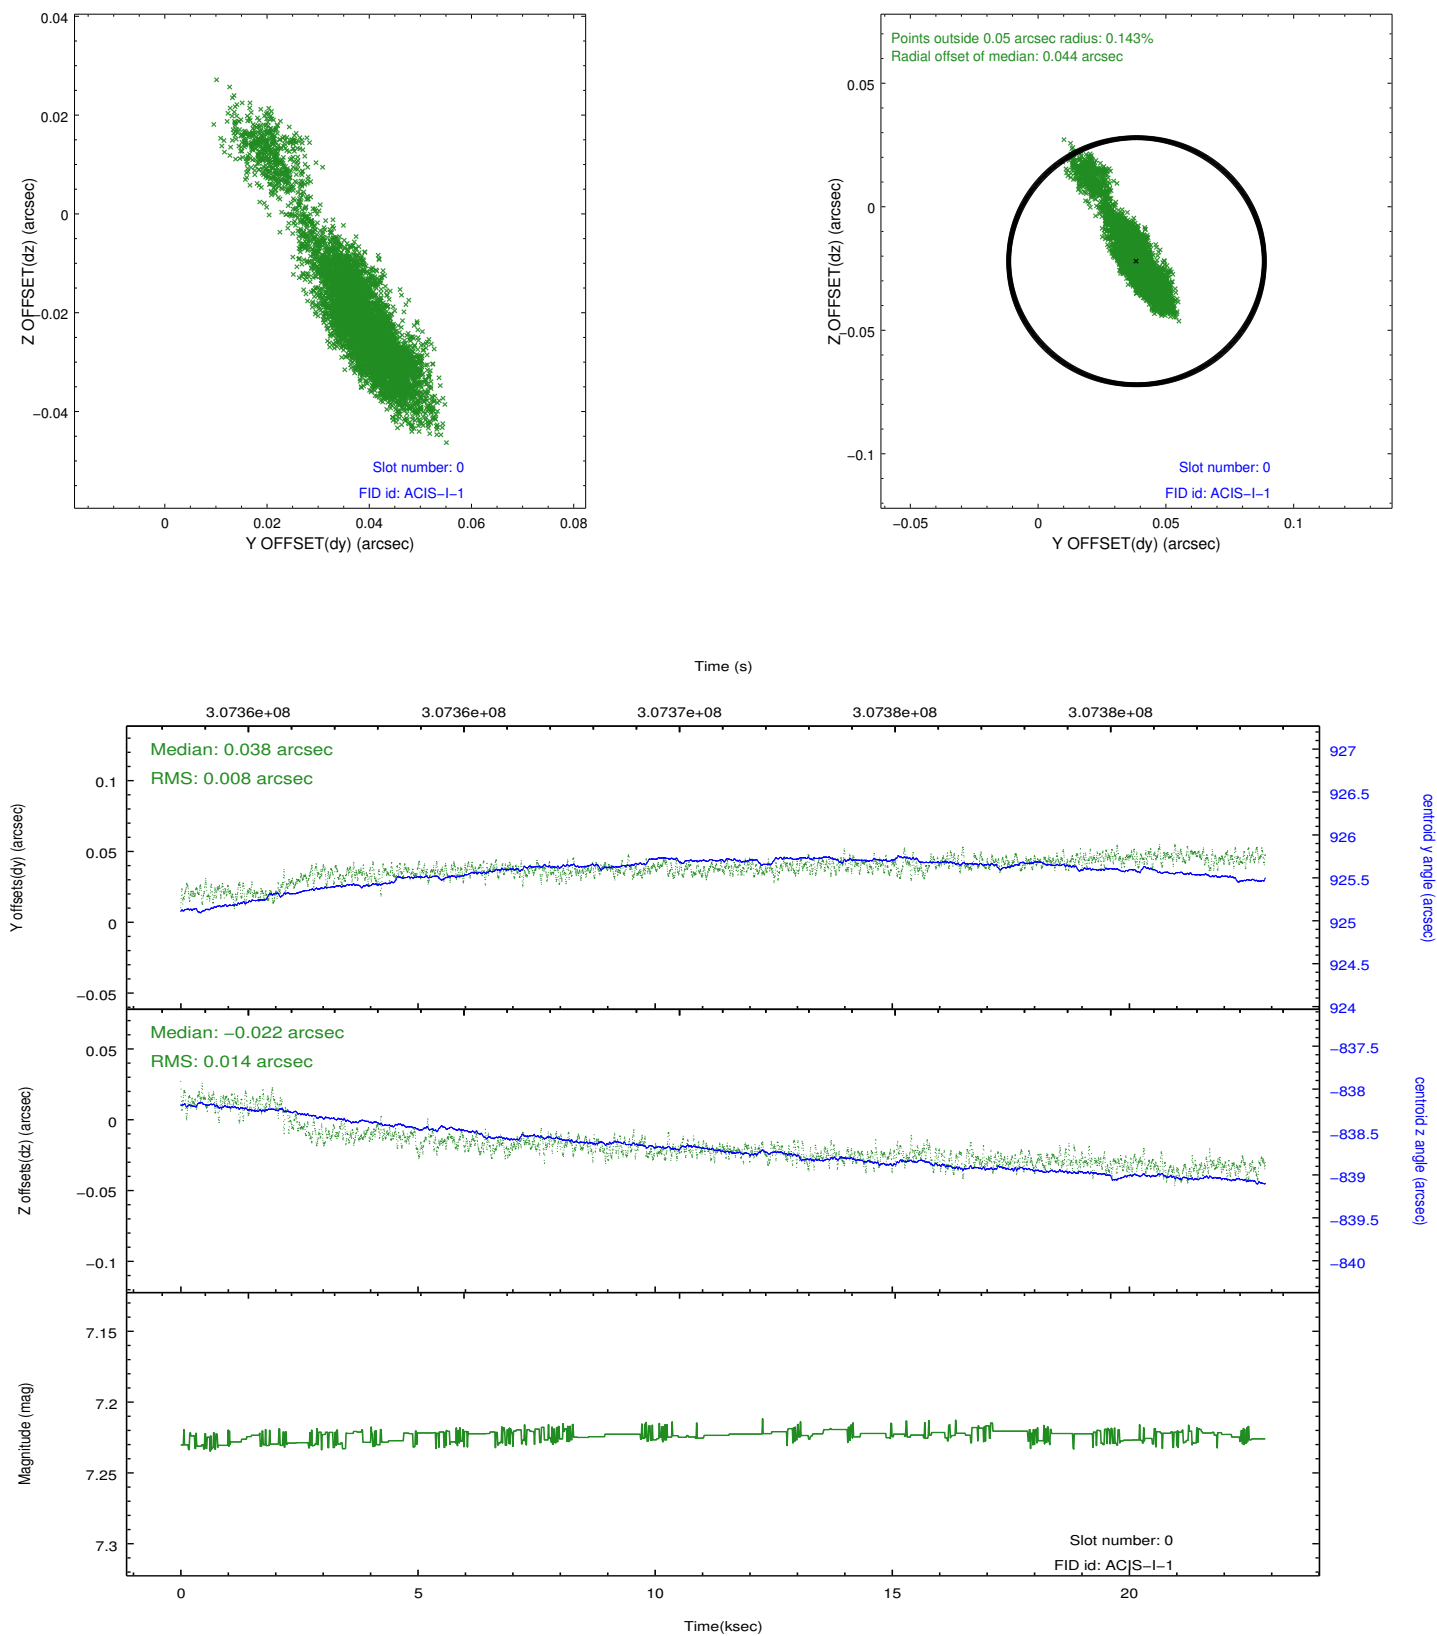 0.04
0.02
0
−0.02
−0.04
Z OFFSET(dz) (arcsec)
Slot number: 0
FID id: ACIS−I−1
0
0.02
0.04
0.06
0.08
Y OFFSET(dy) (arcsec)
Points outside 0.05 arcsec radius: 0.143%
Radial offset of median: 0.044 arcsec
0.05
0
−0.05
−0.1
Z OFFSET(dz) (arcsec)
Slot number: 0
FID id: ACIS−I−1
−0.05
0
0.05
0.1
Y OFFSET(dy) (arcsec)
Time (s)
3.0736e+08
3.0736e+08
3.0737e+08
3.0738e+08
3.0738e+08
Median: 0.038 arcsec
RMS: 0.008 arcsec
0.1
0.05
0
−0.05
Y offsets(dy) (arcsec)
927
926.5
926
925.5
925
924.5
924
centroid y angle (arcsec)
Median: −0.022 arcsec
RMS: 0.014 arcsec
0.05
0
−0.05
−0.1
Z offsets(dz) (arcsec)
−837.5
−838
−838.5
−839
−839.5
−840
centroid z angle (arcsec)
7.15
7.2
7.25
7.3
Magnitude (mag)
Slot number: 0
FID id: ACIS−I−1
0
5
10
15
20
Time(ksec)